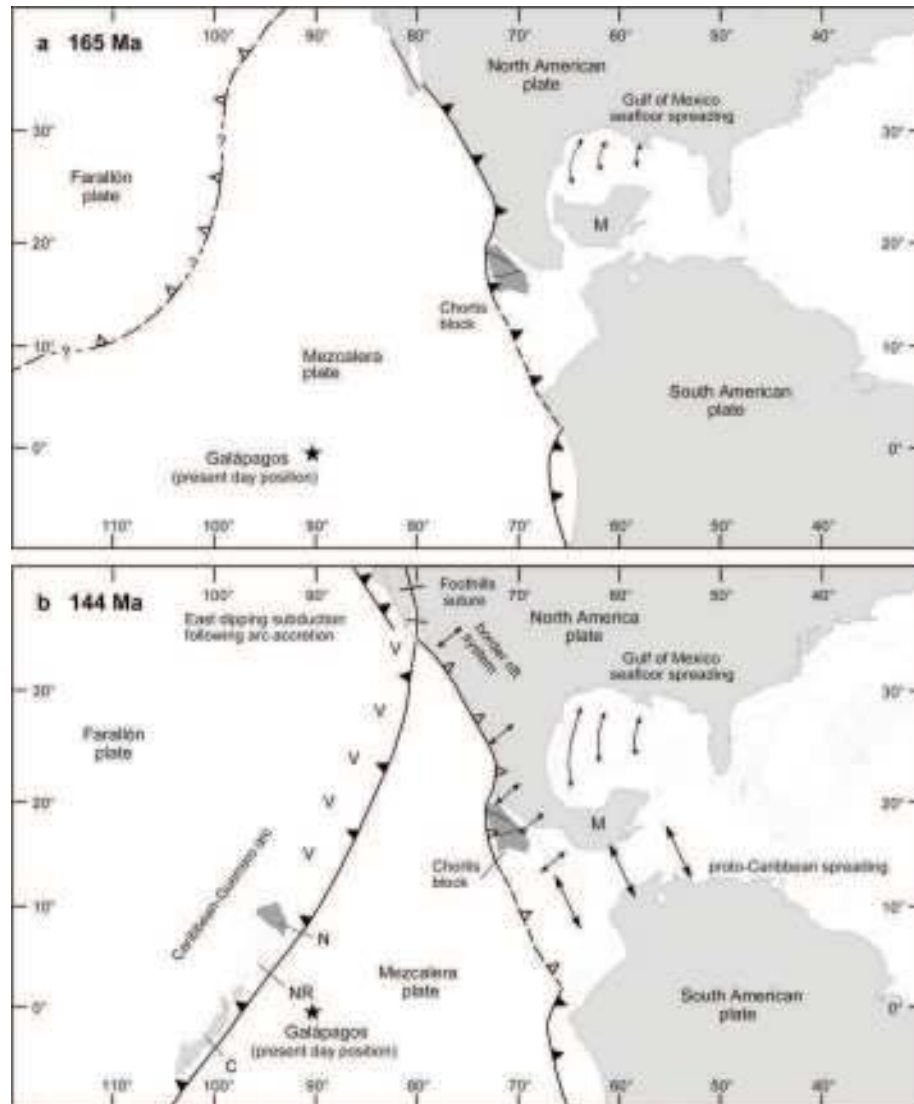 a 165 Ma
100°
90°
80°
70°
60°
50°
40°
North American
plate
Gulf of Mexico
seafloor spreading
30°
30°
?
Farallón
plate
M
20°
20°
?
Chortis
block
10°
10°
?
Mezcalera
plate
South American
plate
0°
0°
Galápagos
(present day position)
110°
100°
90°
80°
70°
60°
50°
40°
b 144 Ma
100°
90°
80°
70°
60°
50°
40°
Foothills
suture
East dipping subduction
following arc accretion
North America
plate
border rift
system
V
Gulf of Mexico
seafloor spreading
30°
30°
V
Farallón
plate
V
20°
20°
V
M
V
Chortis
block
proto-Caribbean spreading
Caribbean-Guerrero arc
10°
10°
N
Mezcalera
plate
NR
South American
plate
0°
0°
Galápagos
(present day position)
C
110°
100°
90°
80°
70°
60°
50°
40°